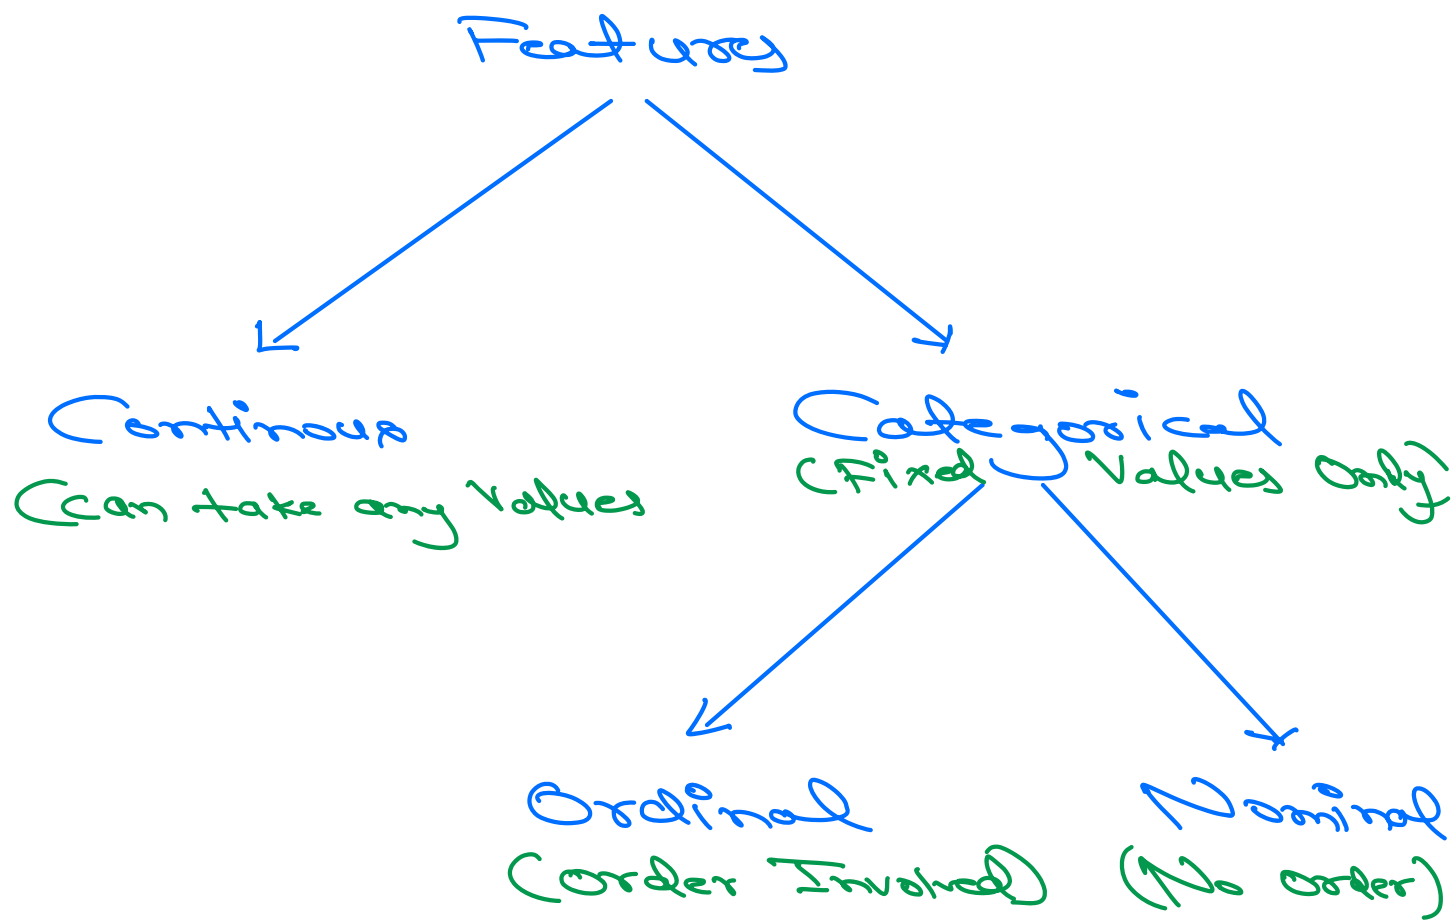 Features
Continous
(can take any values
Categorical
(Fixed values only)
Ordinal
(order Involved)
Nominal
(No order)